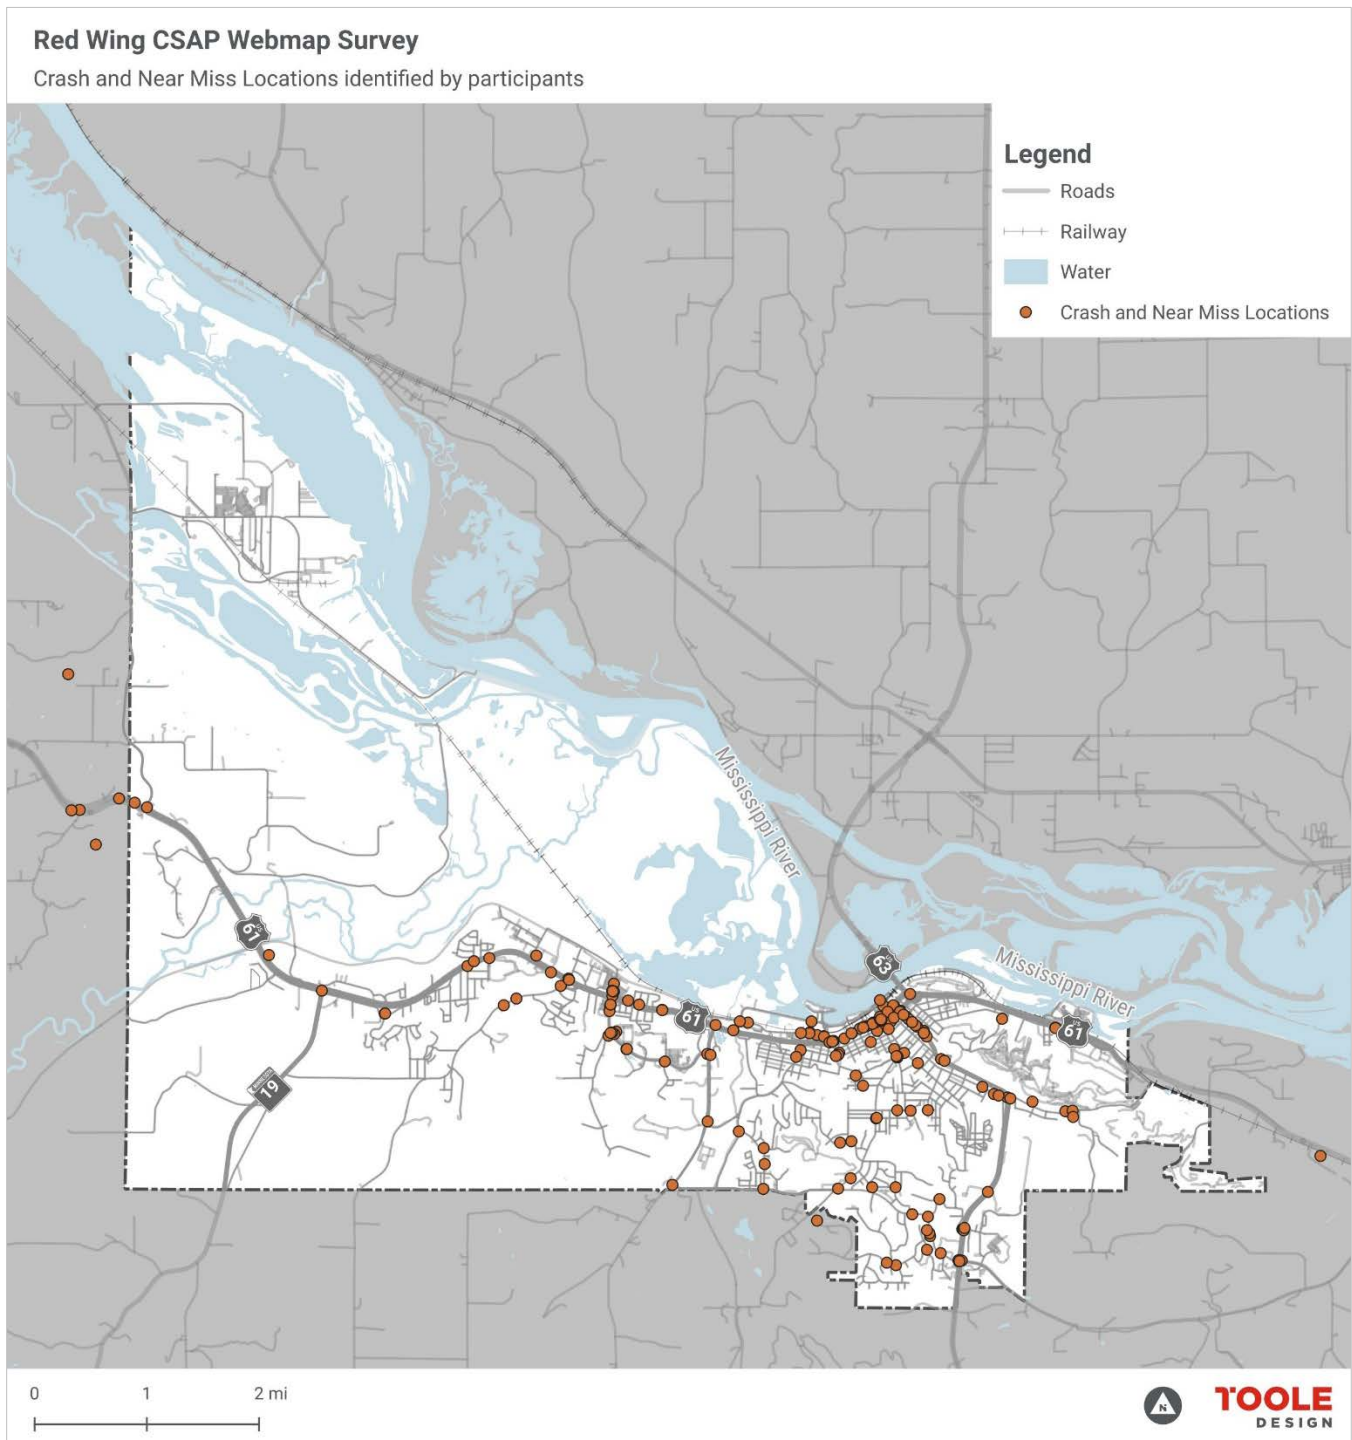 Red Wing CSAP Webmap Survey
Crash and Near Miss Locations identified by participants
Legend
Roads
Railway
Water
Crash and Near Miss Locations
Mississippi River
61
63
Mississippi River
61
61
19
0 1 2 mi
N
TOOLE
DESIGN